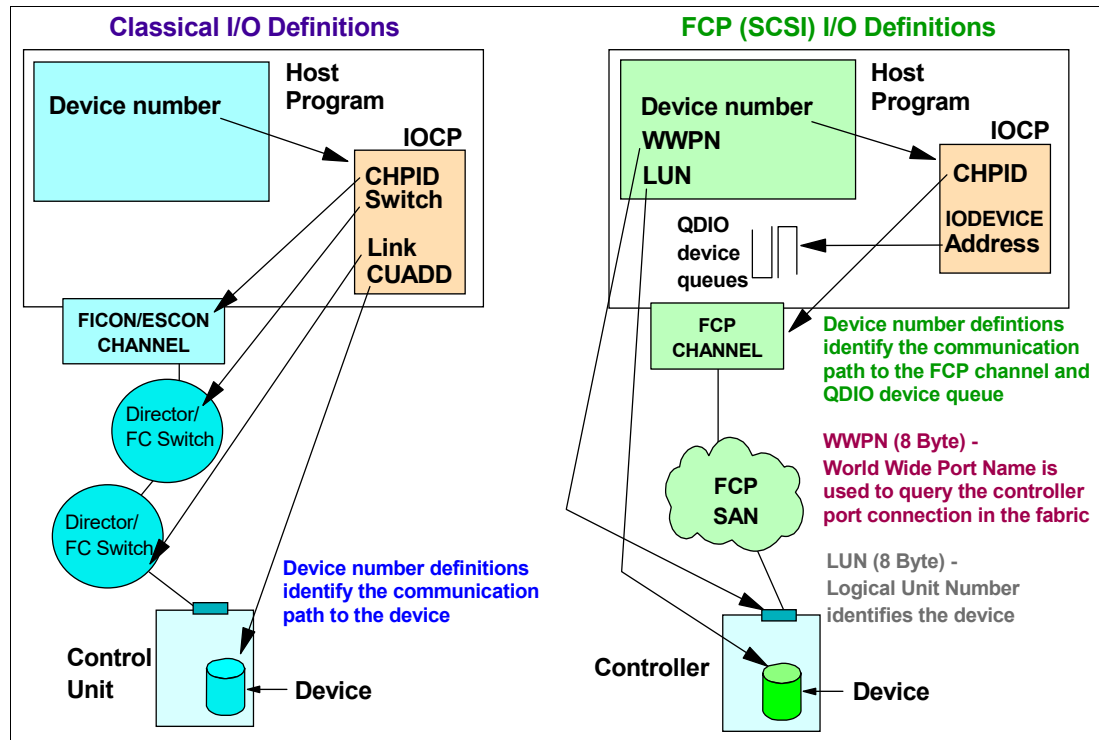 Classical I/O Definitions
Host
Program
Device number
IOCP
CHPID
Switch
Link
CUADD
FICON/ESCON
CHANNEL
Director/
FC Switch
Director/
FC Switch
Device number definitions
identify the communication
path to the device
Control
Unit
Device
FCP (SCSI) I/O Definitions
Host
Program
Device number
WWPN
LUN
IOCP
CHPID
IODEVICE
Address
QDIO
device
queues
FCP
CHANNEL
Device number defintions
identify the communication
path to the FCP channel and
QDIO device queue
WWPN (8 Byte) -
World Wide Port Name is
used to query the controller
port connection in the fabric
FCP
SAN
LUN (8 Byte) -
Logical Unit Number
identifies the device
Controller
Device